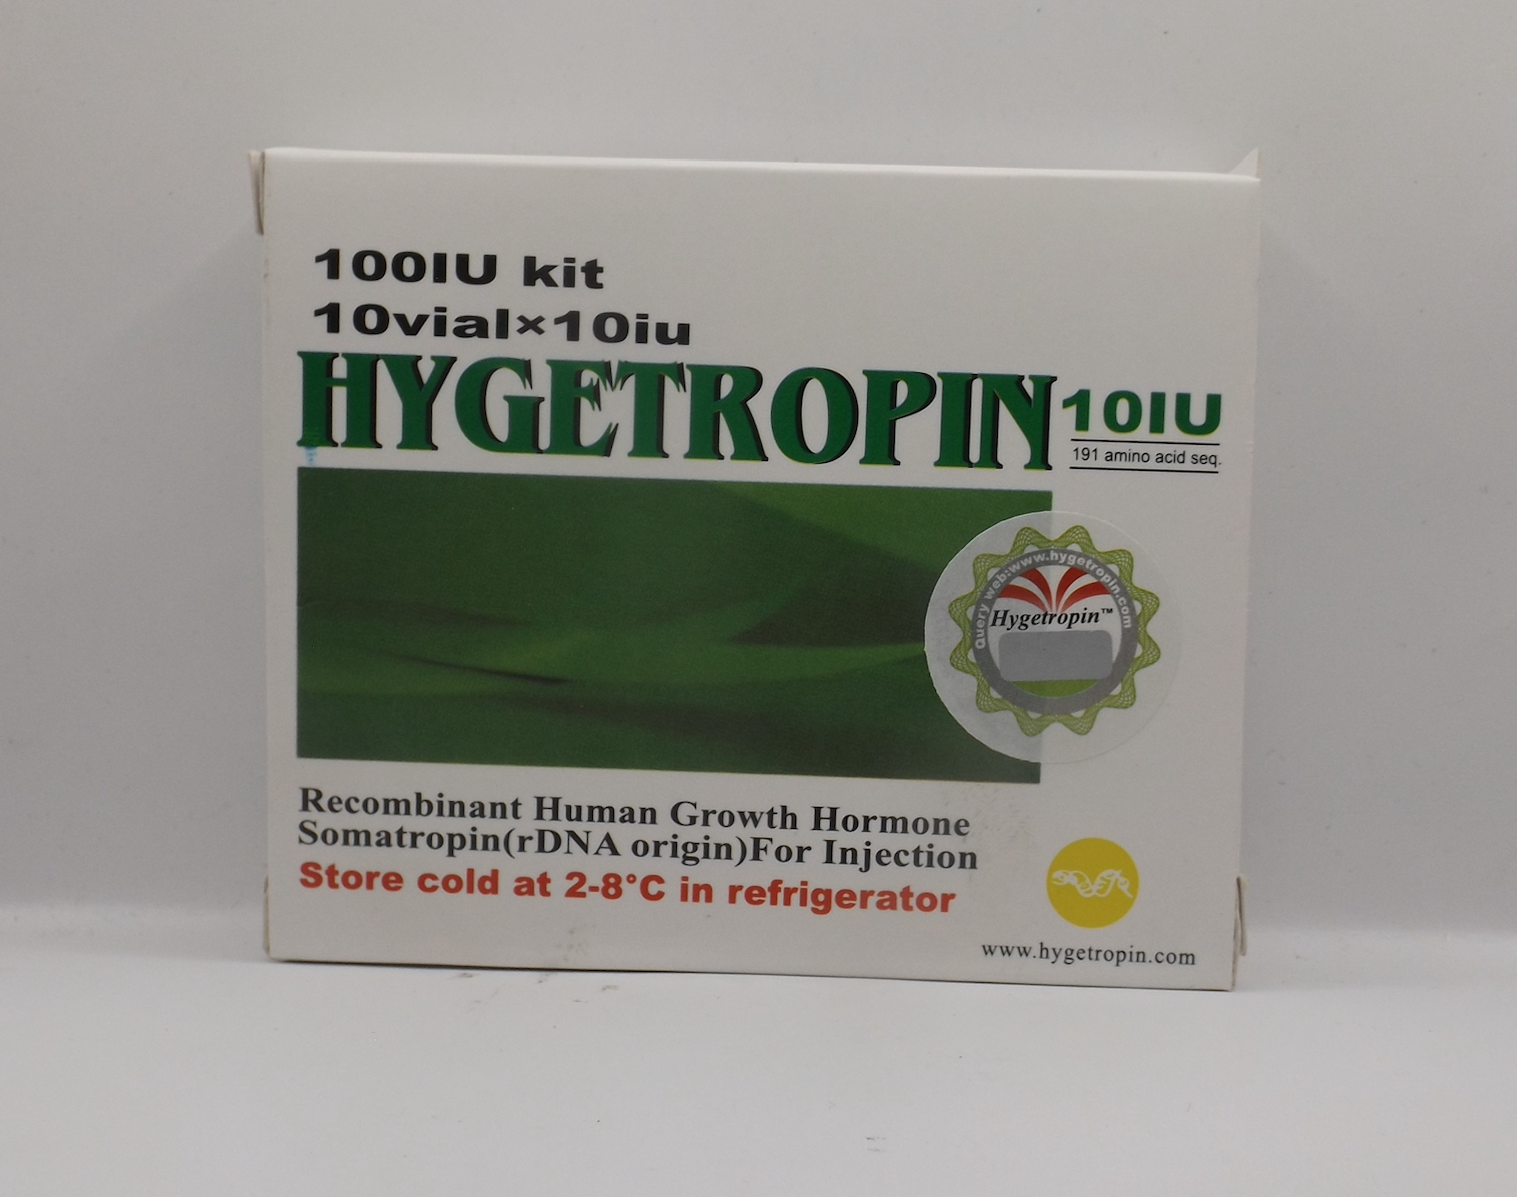 100IU kit
10vial×10iu
HYGETROPIN 10IU
191 amino acid seq.
Query web:www.hygetropin.com
Hygetropin™
Recombinant Human Growth Hormone
Somatropin(rDNA origin)For Injection
Store cold at 2-8°C in refrigerator
www.hygetropin.com